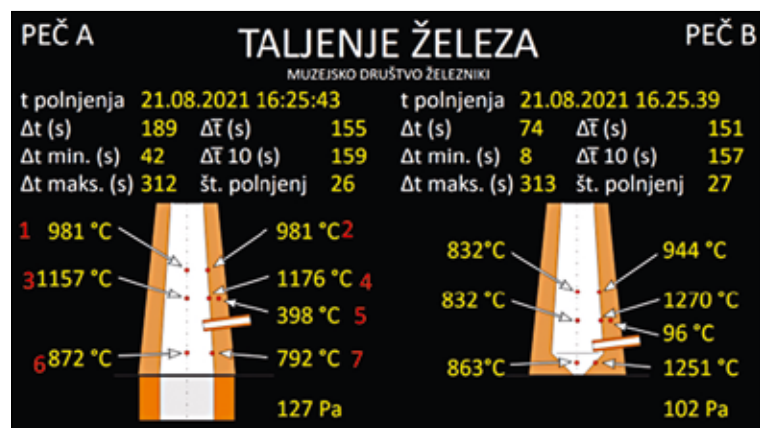 PEČ A
TALJENJE ŽELEZA
PEČ B
MUZEJSKO DRUŠTVO ŽELEZNIKI
t polnjenja 21.08.2021 16:25:43
Δt (s) 189 Δt̅ (s) 155
Δt min. (s) 42 Δt̅ 10 (s) 159
Δt maks. (s) 312 št. polnjenj 26
t polnjenja 21.08.2021 16.25.39
Δt (s) 74 Δt̅ (s) 151
Δt min. (s) 8 Δt̅ 10 (s) 157
Δt maks. (s) 313 št. polnjenj 27
1 981 °C 981 °C 2
3 1157 °C 1176 °C 4
398 °C 5
6 872 °C 792 °C 7
127 Pa
832°C 944 °C
832 °C 1270 °C
96 °C
863°C 1251 °C
102 Pa